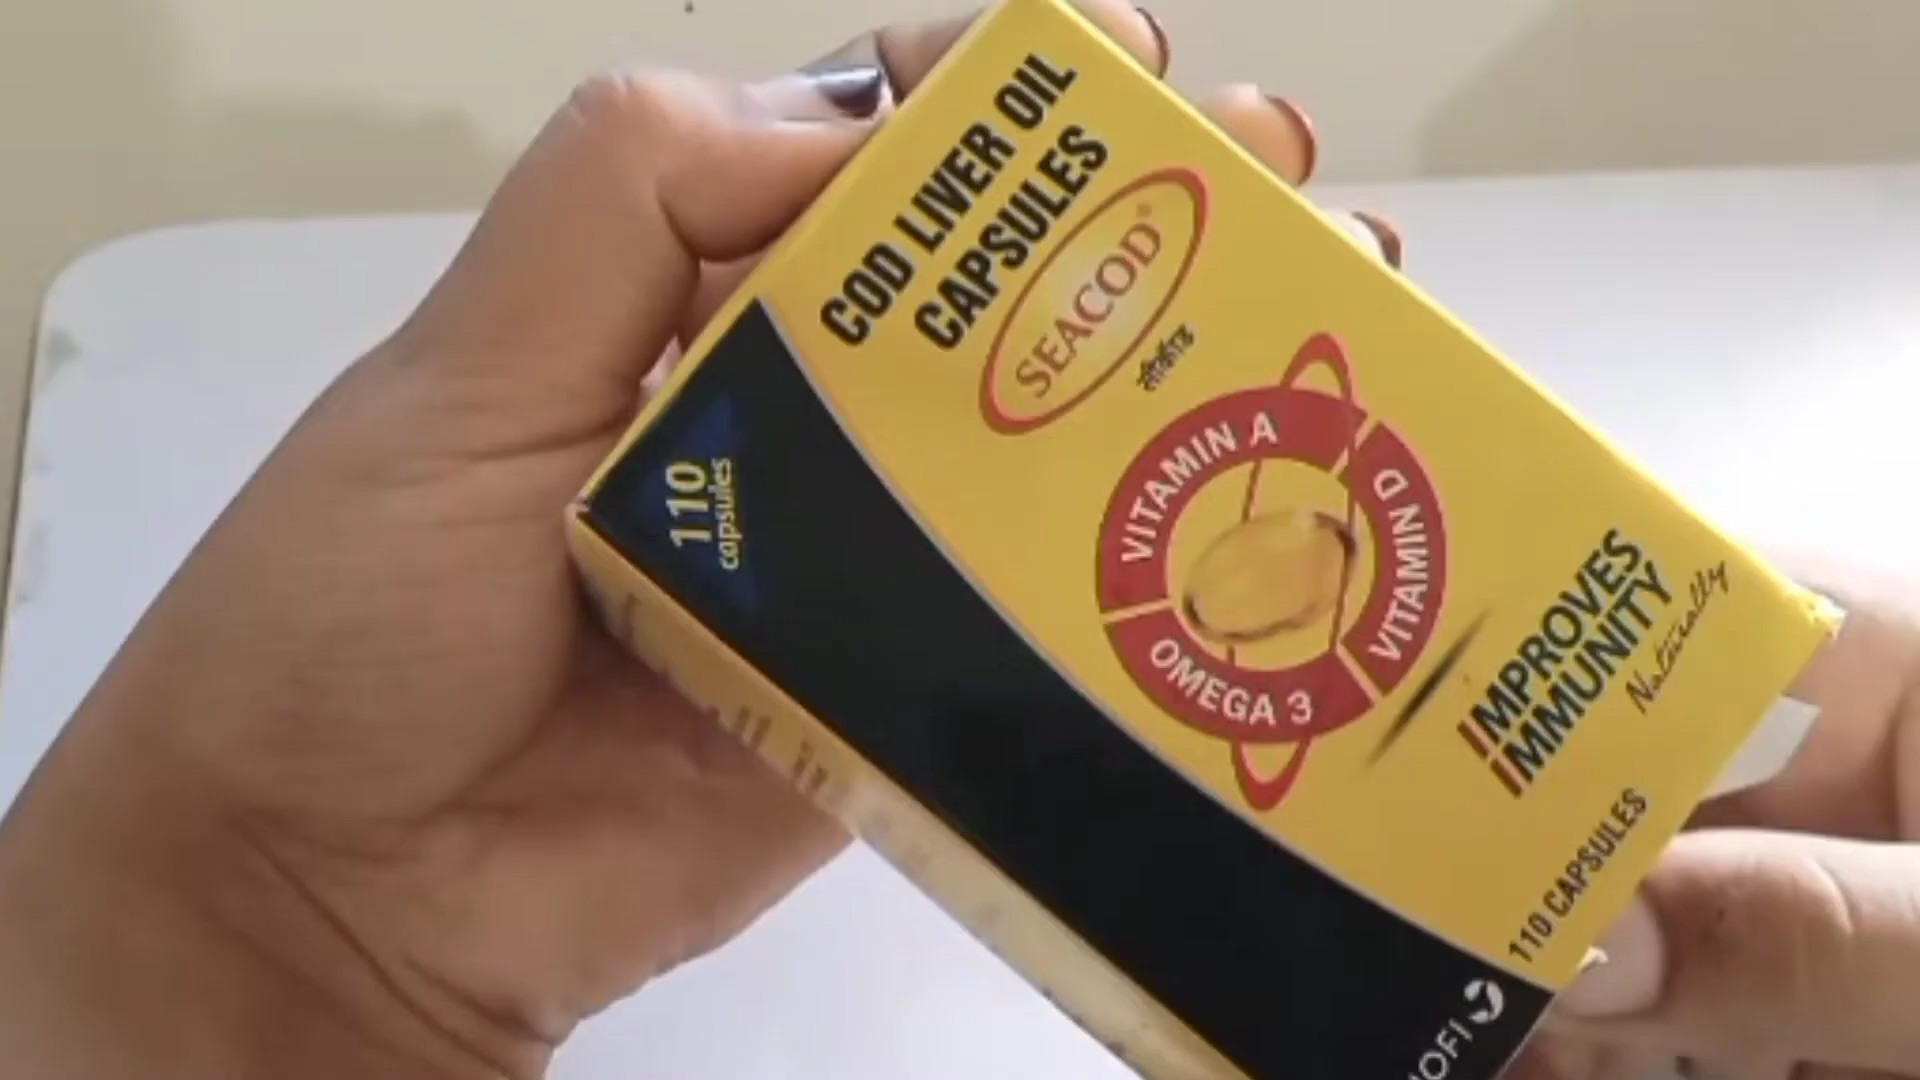 COD LIVER OIL
CAPSULES
SEACOD®
सीकॉड
VITAMIN A
VITAMIN D
OMEGA 3
IMPROVES
IMMUNITY
Naturally
110
capsules
110 CAPSULES